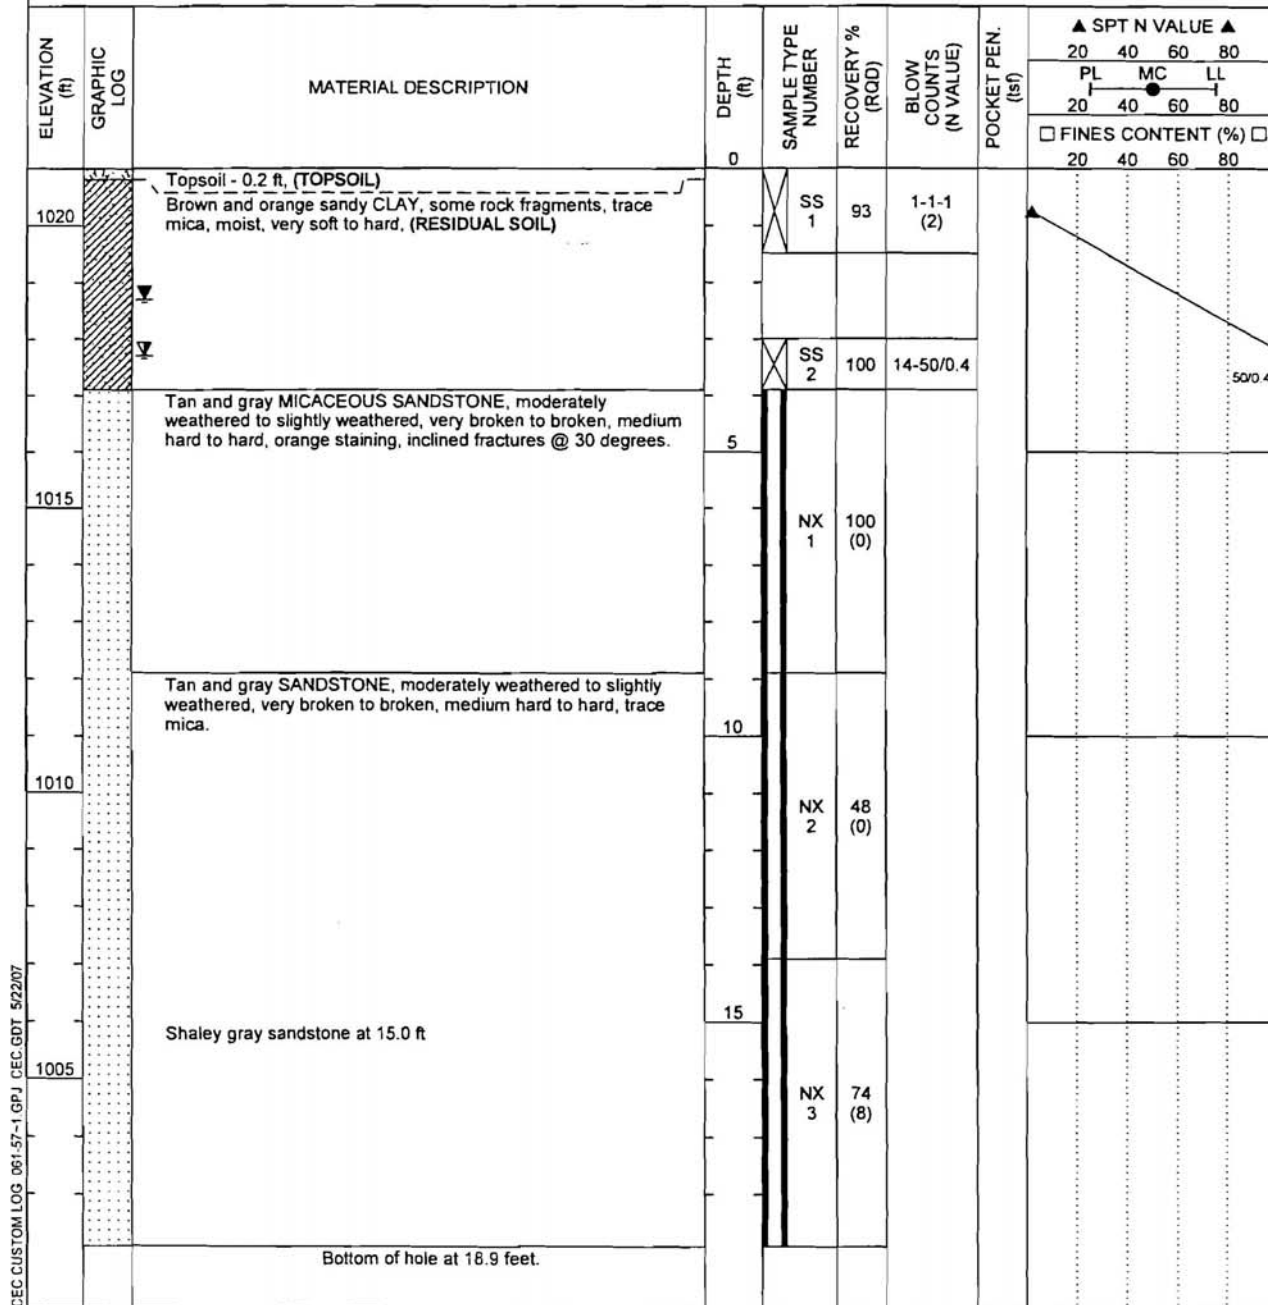 ELEVATION
(ft)
GRAPHIC
LOG
MATERIAL DESCRIPTION
DEPTH
(ft)
SAMPLE TYPE
NUMBER
RECOVERY %
(RQD)
BLOW
COUNTS
(N VALUE)
POCKET PEN.
(tsf)
▲ SPT N VALUE ▲
20 40 60 80
PL MC LL
20 40 60 80
□ FINES CONTENT (%) □
20 40 60 80
0
Topsoil - 0.2 ft, (TOPSOIL)
Brown and orange sandy CLAY, some rock fragments, trace
mica, moist, very soft to hard, (RESIDUAL SOIL)
1020
SS
1
93
1-1-1
(2)
SS
2
100
14-50/0.4
50/0.4
Tan and gray MICACEOUS SANDSTONE, moderately
weathered to slightly weathered, very broken to broken, medium
hard to hard, orange staining, inclined fractures @ 30 degrees.
5
1015
NX
1
100
(0)
Tan and gray SANDSTONE, moderately weathered to slightly
weathered, very broken to broken, medium hard to hard, trace
mica.
10
1010
NX
2
48
(0)
15
Shaley gray sandstone at 15.0 ft
1005
NX
3
74
(8)
Bottom of hole at 18.9 feet.
CEC CUSTOM LOG 061-57~1.GPJ CEC.GDT 5/22/07